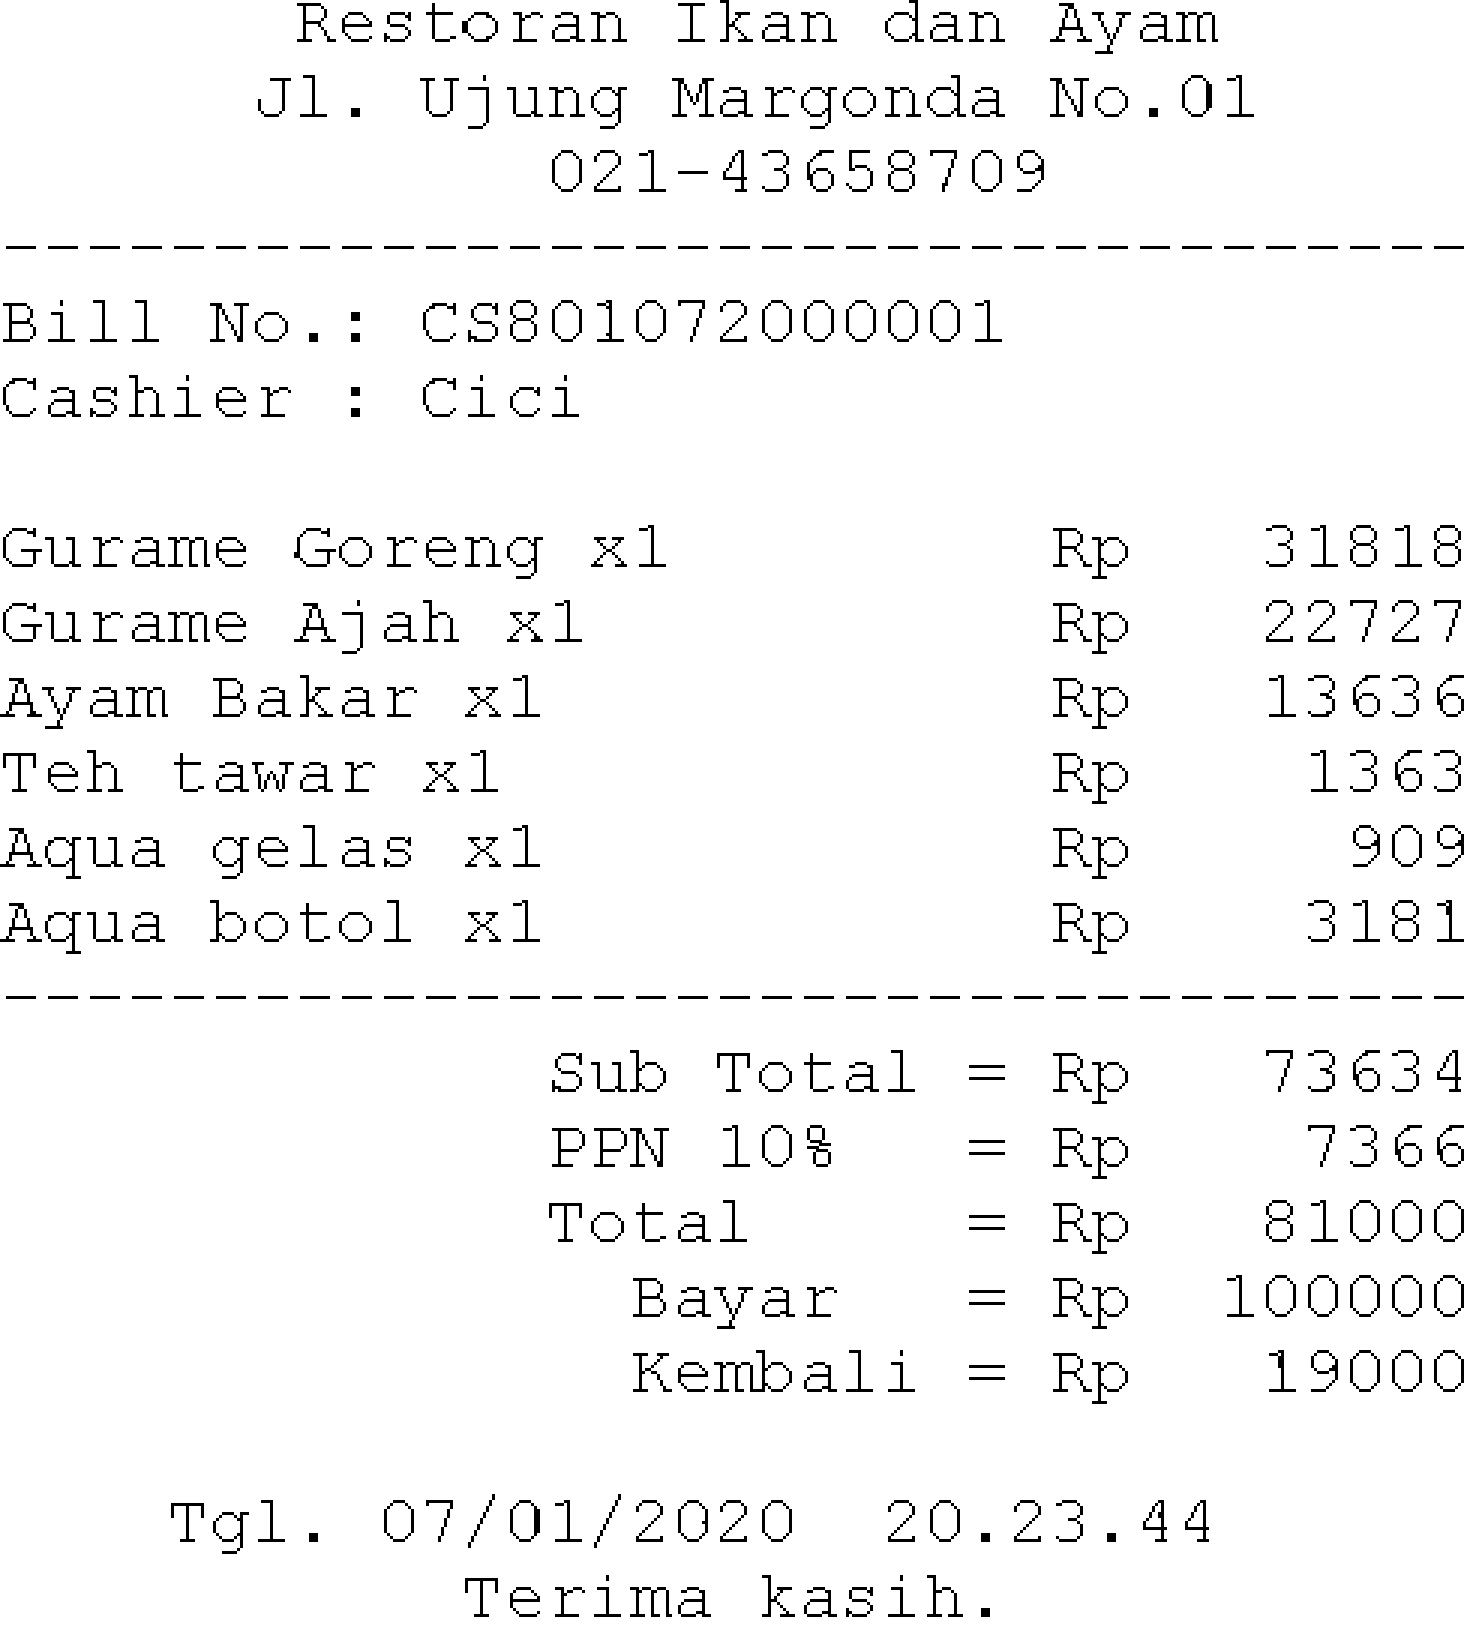 Restoran Ikan dan Ayam
Jl. Ujung Margonda No.01
021-43658709
-----------------------------------
Bill No.: CS801072000001
Cashier : Cici
Gurame Goreng x1 Rp 31818
Gurame Ajah x1 Rp 22727
Ayam Bakar x1 Rp 13636
Teh tawar x1 Rp 1363
Aqua gelas x1 Rp 909
Aqua botol x1 Rp 3181
-----------------------------------
Sub Total = Rp 73634
PPN 10% = Rp 7366
Total = Rp 81000
Bayar = Rp 100000
Kembali = Rp 19000
Tgl. 07/01/2020 20.23.44
Terima kasih.